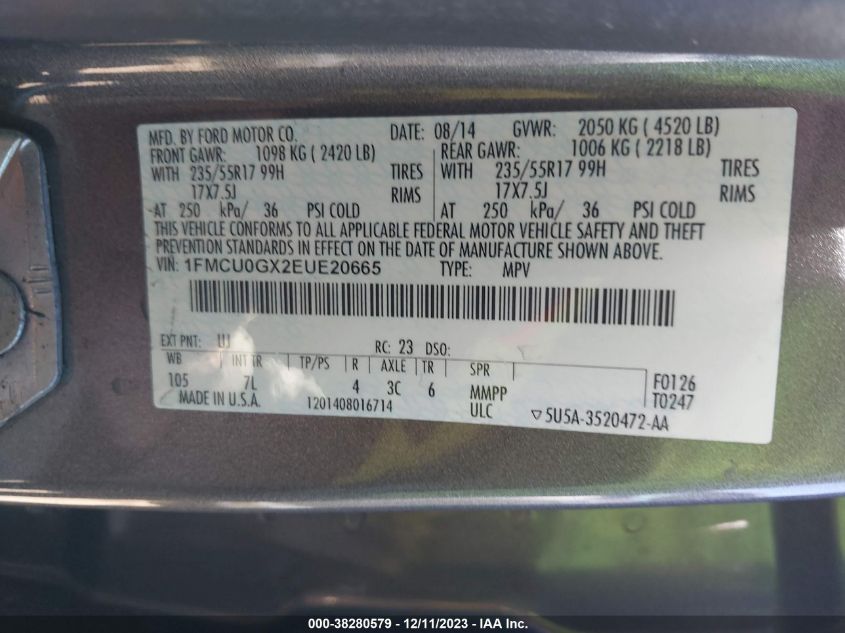 MFD. BY FORD MOTOR CO. DATE: 08/14 GVWR: 2050 KG ( 4520 LB)
FRONT GAWR: 1098 KG ( 2420 LB) REAR GAWR: 1006 KG ( 2218 LB)
WITH 235/55R17 99H TIRES WITH 235/55R17 99H TIRES
17X7.5J RIMS 17X7.5J RIMS
AT 250 kPa/ 36 PSI COLD AT 250 kPa/ 36 PSI COLD
THIS VEHICLE CONFORMS TO ALL APPLICABLE FEDERAL MOTOR VEHICLE SAFETY AND THEFT
PREVENTION STANDARDS IN EFFECT ON THE DATE OF MANUFACTURE SHOWN ABOVE.
VIN: 1FMCU0GX2EUE20665 TYPE: MPV
EXT PNT: UJ RC: 23 DSO:
WB INT TR TP/PS R AXLE TR SPR
105 7L 4 3C 6 MMPP F0126
MADE IN U.S.A. 1201408016714 ULC T0247
▽5U5A-3520472-AA
000-38280579 - 12/11/2023 - IAA Inc.